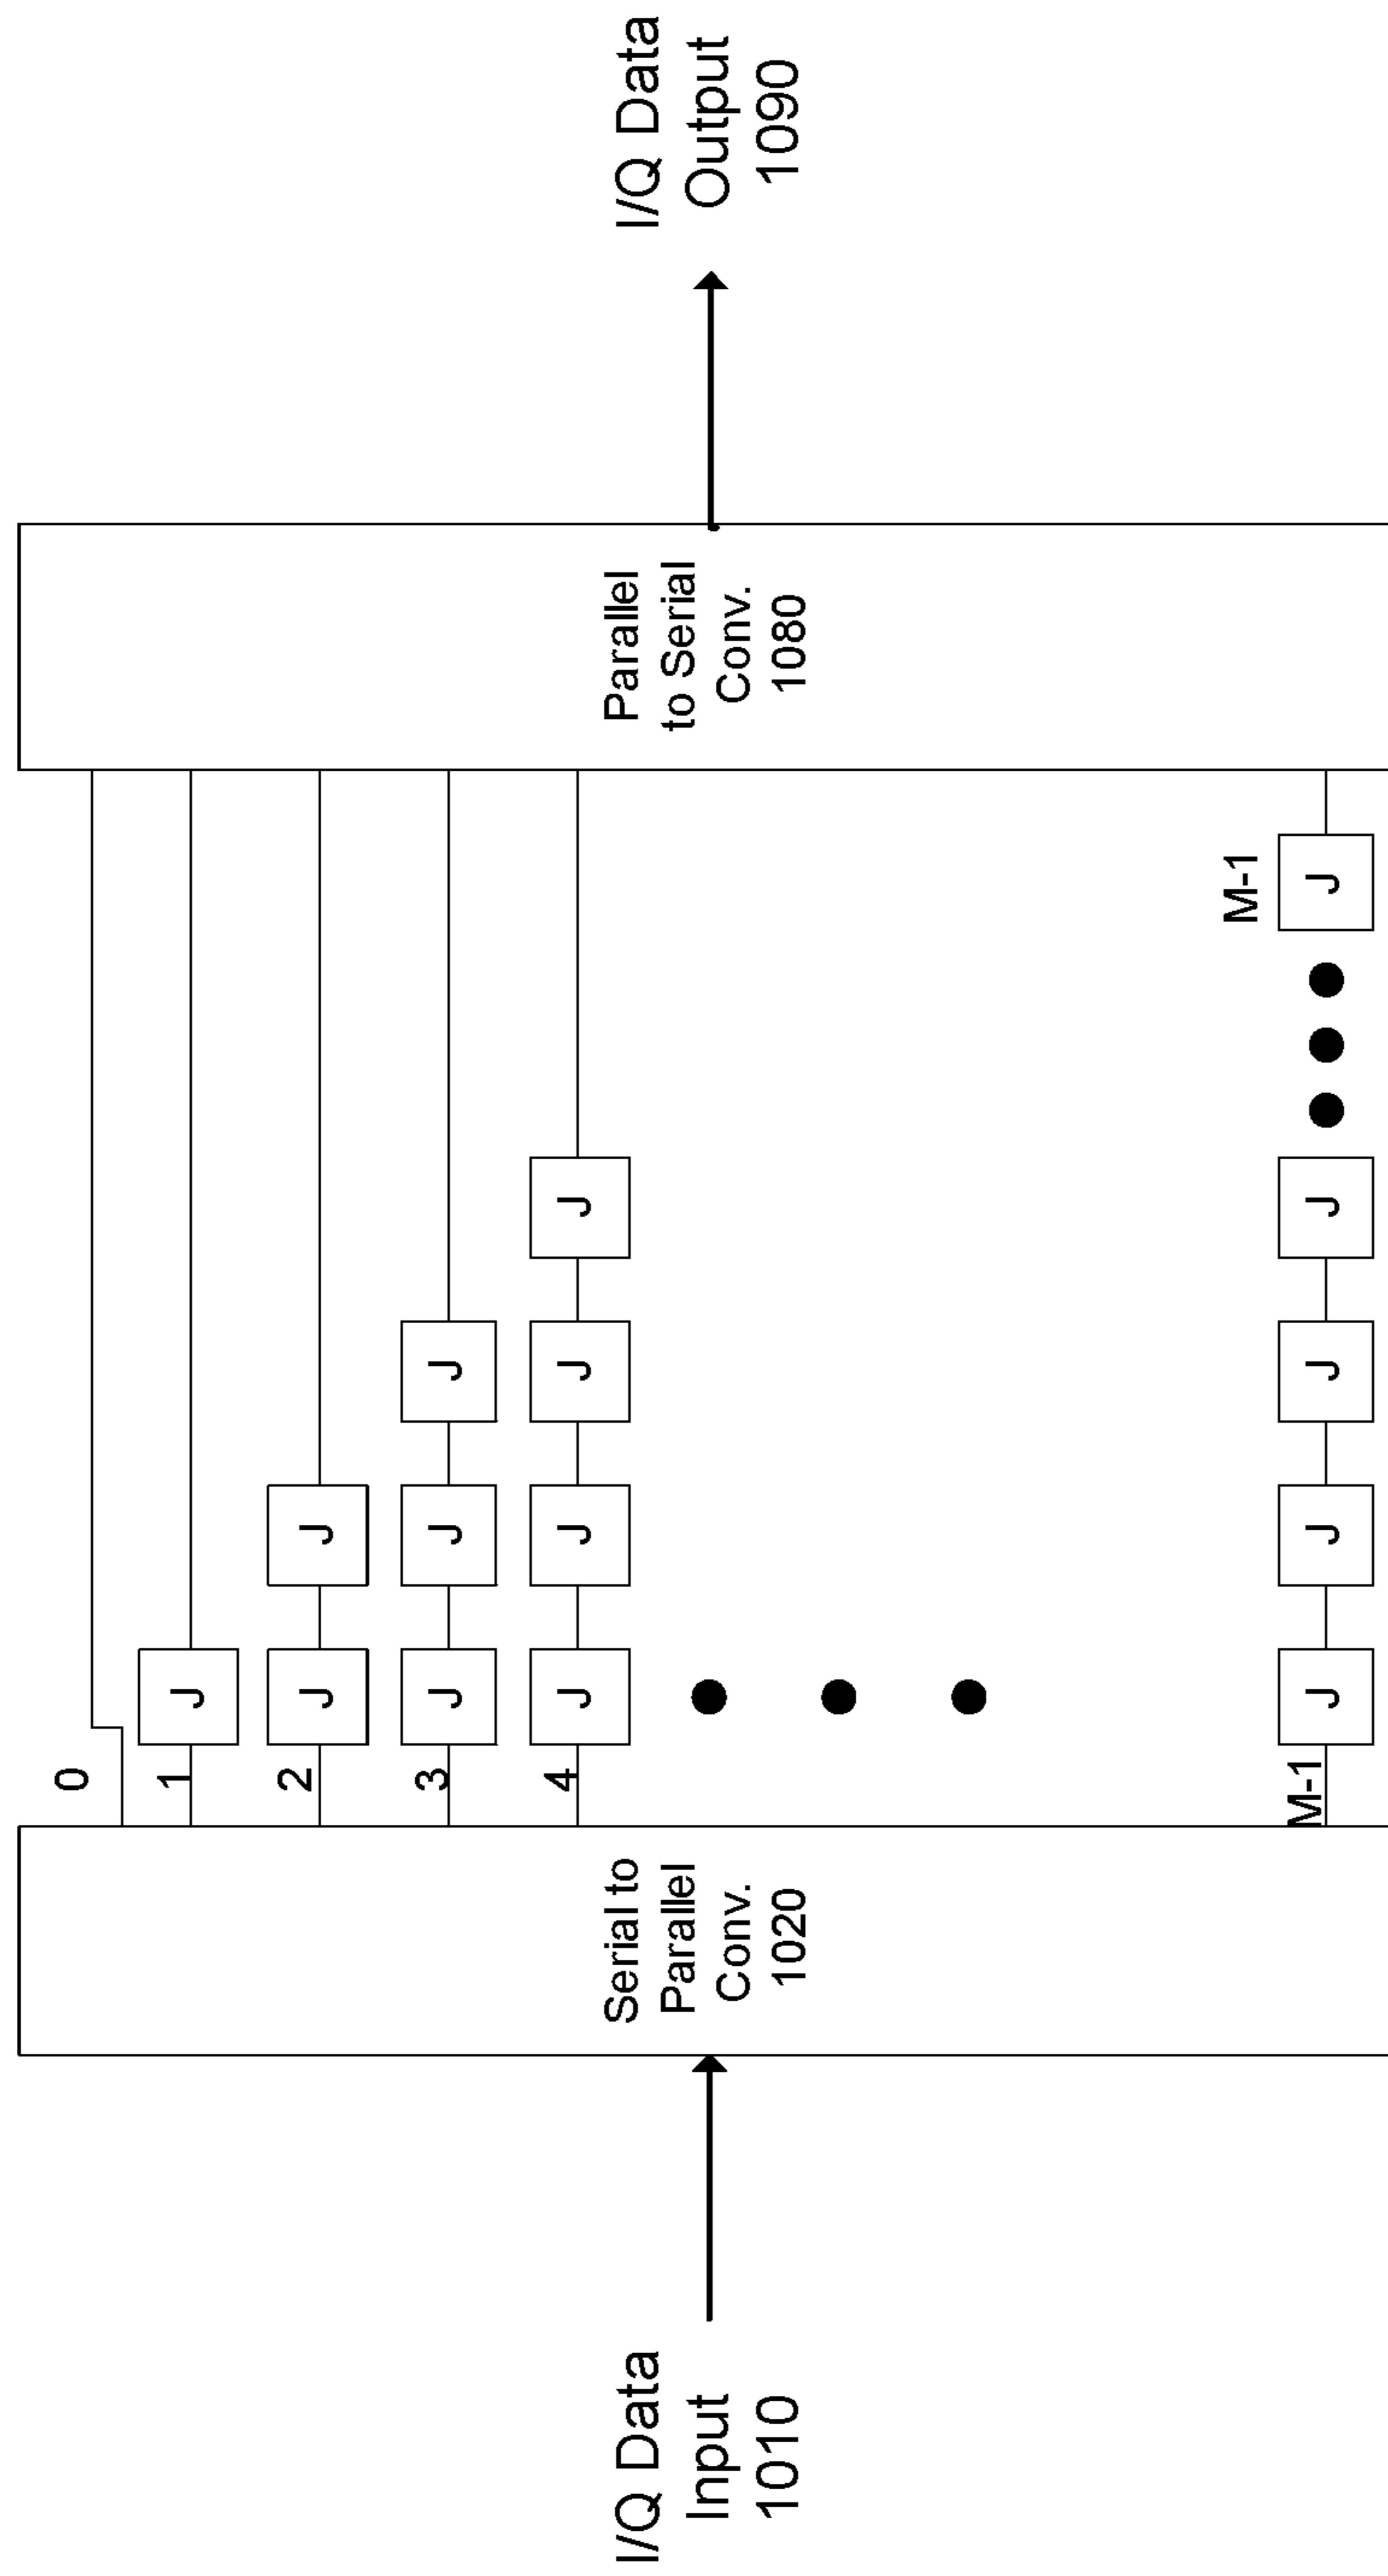 I/Q Data
Input
1010
Serial to
Parallel
Conv.
1020
0
1
J
2
J J
3
J J J
4
J J J J
M-1
J J J J J
M-1
Parallel
to Serial
Conv.
1080
I/Q Data
Output
1090